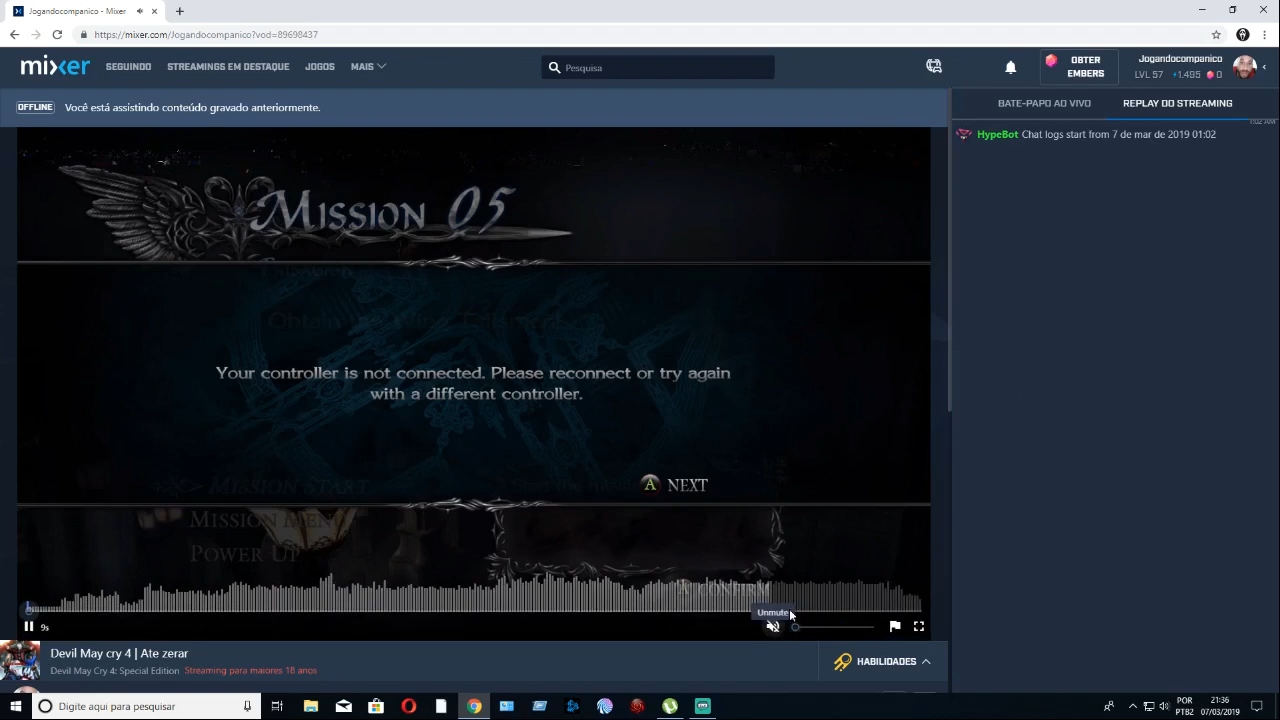 Jogandocompanico - Mixer
https://mixer.com/Jogandocompanico?vod=89698437
mixer
SEGUINDO
STREAMINGS EM DESTAQUE
JOGOS
MAIS
Pesquisa
OBTER
EMBERS
Jogandocompanico
LVL 57
1.495
0
OFFLINE
Você está assistindo conteúdo gravado anteriormente.
BATE-PAPO AO VIVO
REPLAY DO STREAMING
HypeBot Chat logs start from 7 de mar de 2019 01:02
MISSION 05
Your controller is not connected. Please reconnect or try again
with a different controller.
MISSION START
A NEXT
MISSION MENU
POWER UP
A CONFIRM
Unmute
9s
Devil May cry 4 | Ate zerar
Devil May Cry 4: Special Edition Streaming para maiores 18 anos
HABILIDADES
Digite aqui para pesquisar
POR
PTB2
21:36
07/03/2019